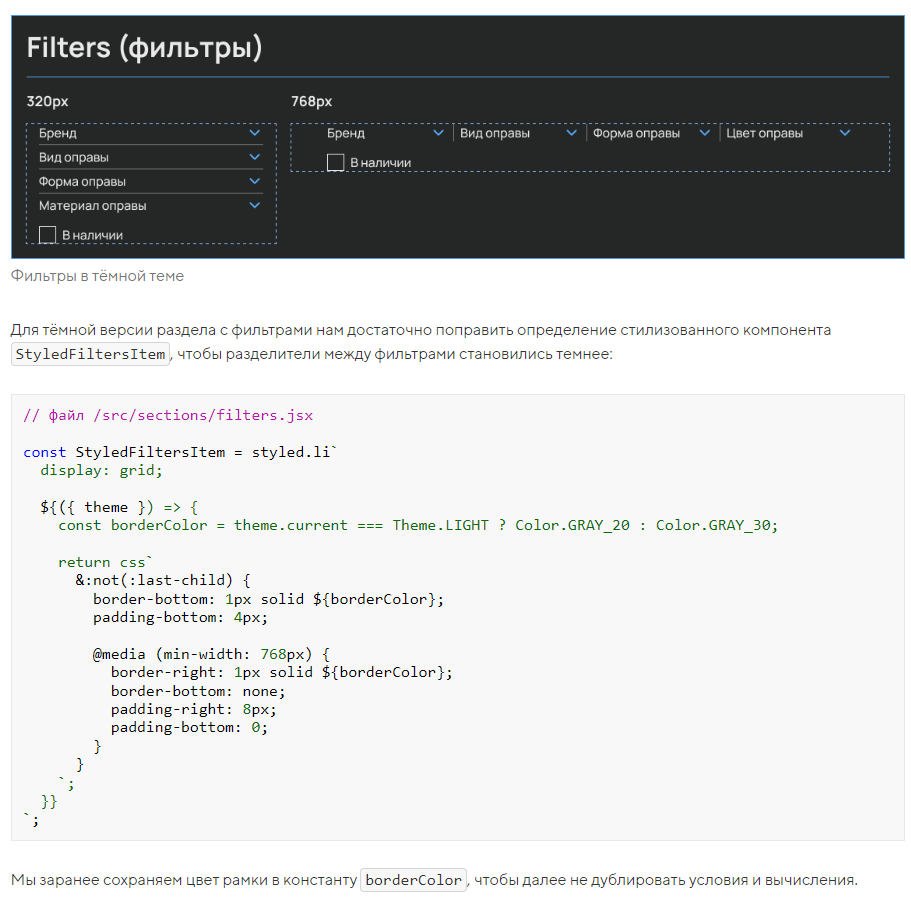 Filters (фильтры)
320px
768px
Бренд
Вид оправы
Форма оправы
Материал оправы
В наличии
Бренд
Вид оправы
Форма оправы
Цвет оправы
В наличии
Фильтры в тёмной теме
Для тёмной версии раздела с фильтрами нам достаточно поправить определение стилизованного компонента
StyledFiltersItem, чтобы разделители между фильтрами становились темнее:
// файл /src/sections/filters.jsx
const StyledFiltersItem = styled.li`
  display: grid;
  ${({ theme }) => {
    const borderColor = theme.current === Theme.LIGHT ? Color.GRAY_20 : Color.GRAY_30;
    return css`
      &:not(:last-child) {
        border-bottom: 1px solid ${borderColor};
        padding-bottom: 4px;
        @media (min-width: 768px) {
          border-right: 1px solid ${borderColor};
          border-bottom: none;
          padding-right: 8px;
          padding-bottom: 0;
        }
      }
    `;
  }}
`;
Мы заранее сохраняем цвет рамки в константу borderColor, чтобы далее не дублировать условия и вычисления.